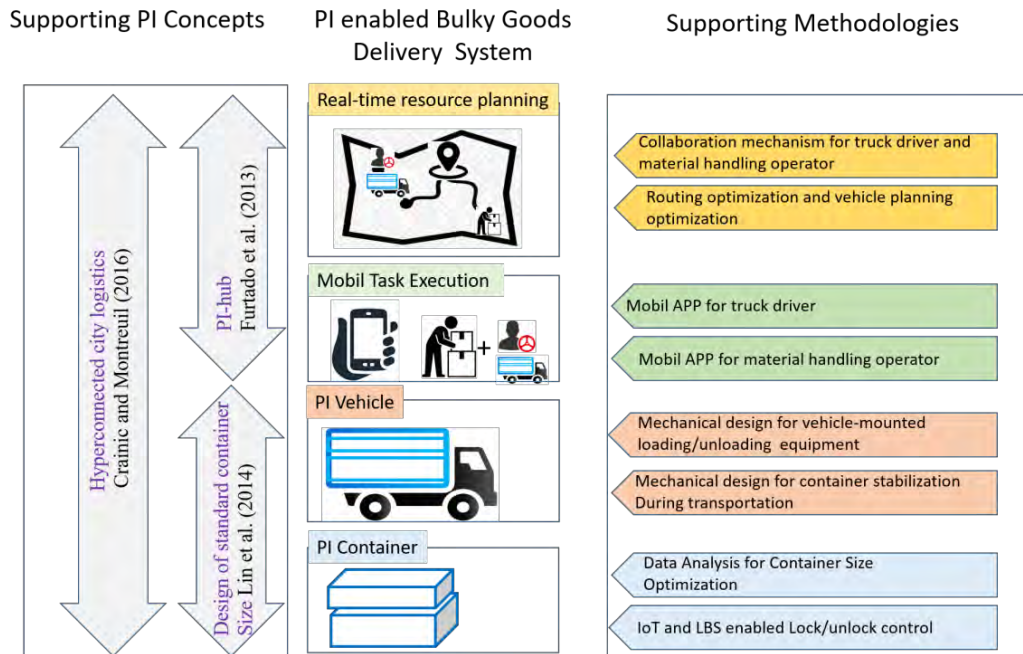 Supporting PI Concepts
PI enabled Bulky Goods
Delivery System
Supporting Methodologies
Hyperconnected city logistics
Crainic and Montreuil (2016)
PI-hub
Furtado et al. (2013)
Design of standard container
Size Lin et al. (2014)
Real-time resource planning
Mobil Task Execution
+
PI Vehicle
PI Container
Collaboration mechanism for truck driver and
material handling operator
Routing optimization and vehicle planning
optimization
Mobil APP for truck driver
Mobil APP for material handling operator
Mechanical design for vehicle-mounted
loading/unloading equipment
Mechanical design for container stabilization
During transportation
Data Analysis for Container Size
Optimization
IoT and LBS enabled Lock/unlock control